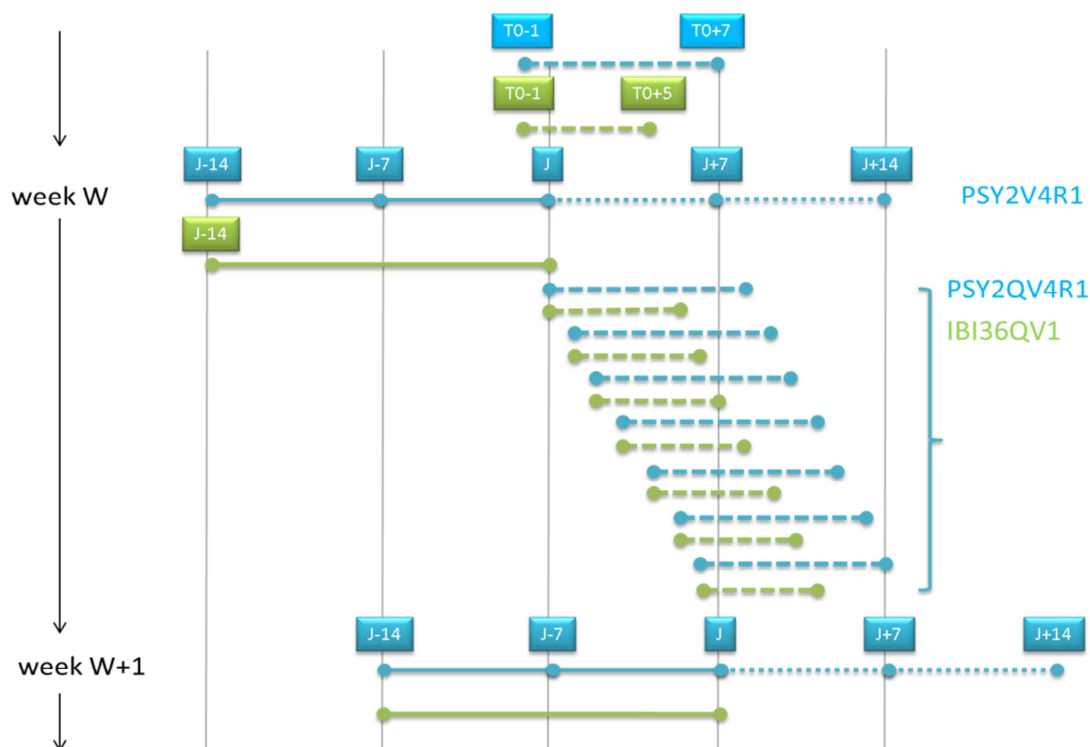 T0-1 T0+7
T0-1 T0+5
J-14 J-7 J J+7 J+14
week W PSY2V4R1
J-14
PSY2QV4R1
IBI36QV1
J-14 J-7 J J+7 J+14
week W+1